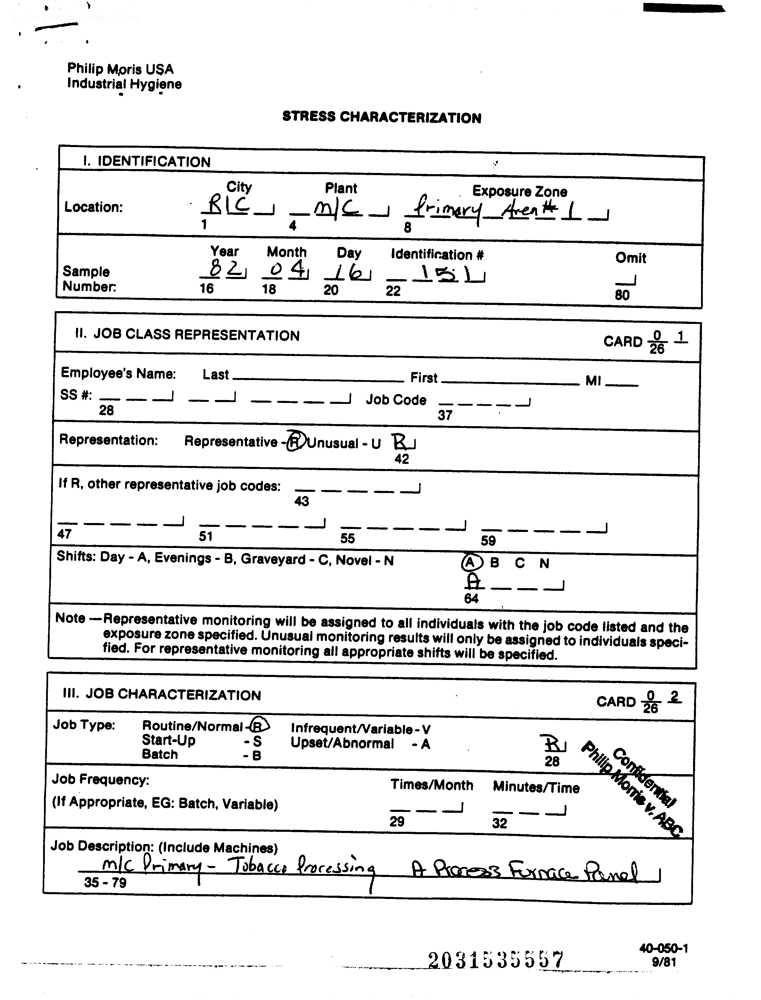 Philip Morris USA
Industrial Hygiene
STRESS CHARACTERIZATION
I. IDENTIFICATION
City Plant Exposure Zone
Location: RIC M/C Primary Area # 1
1 4 8
Year Month Day Identification # Omit
Sample Number: 82 04 16 151
16 18 20 22 80
II. JOB CLASS REPRESENTATION CARD 0 1
26
Employee's Name: Last ____ First ____ MI ____
SS #: Job Code
28 37
Representation: Representative - R Unusual - U R
42
If R, other representative job codes:
43
47 51 55 59
Shifts: Day - A, Evenings - B, Graveyard - C, Novel - N A B C N
A
64
Note — Representative monitoring will be assigned to all individuals with the job code listed and the
exposure zone specified. Unusual monitoring results will only be assigned to individuals speci-
fied. For representative monitoring all appropriate shifts will be specified.
III. JOB CHARACTERIZATION CARD 0 2
26
Job Type: Routine/Normal - R Infrequent/Variable - V
Start-Up - S Upset/Abnormal - A R
Batch - B 28
Confidential
Philip Morris v. ABC
Job Frequency: Times/Month Minutes/Time
(If Appropriate, EG: Batch, Variable)
29 32
Job Description: (Include Machines)
M/C Primary - Tobacco Processing A Process Furnace Panel
35 - 79
2031535557
40-050-1
9/81